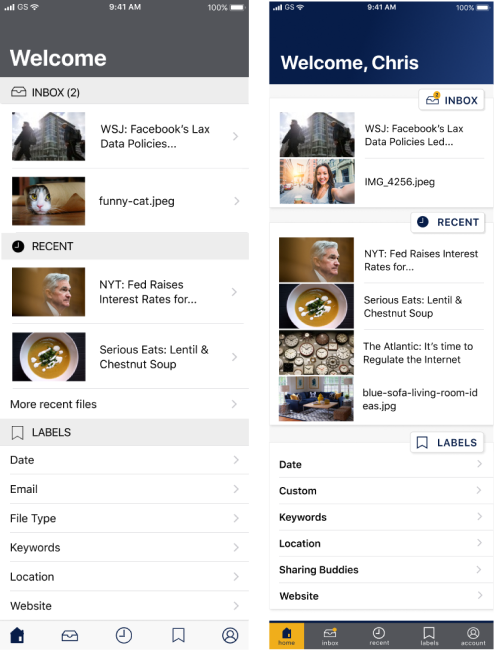 GS 9:41 AM 100%
Welcome
INBOX (2)
WSJ: Facebook's Lax
Data Policies...
funny-cat.jpeg
RECENT
NYT: Fed Raises
Interest Rates for...
Serious Eats: Lentil &
Chestnut Soup
More recent files
LABELS
Date
Email
File Type
Keywords
Location
Website
GS 9:41 AM 100%
Welcome, Chris
2
INBOX
WSJ: Facebook's Lax
Data Policies Led...
IMG_4256.jpeg
RECENT
NYT: Fed Raises Interest
Rates for...
Serious Eats: Lentil &
Chestnut Soup
The Atlantic: It's time to
Regulate the Internet
blue-sofa-living-room-id
eas.jpg
LABELS
Date
Custom
Keywords
Location
Sharing Buddies
Website
home inbox recent labels account